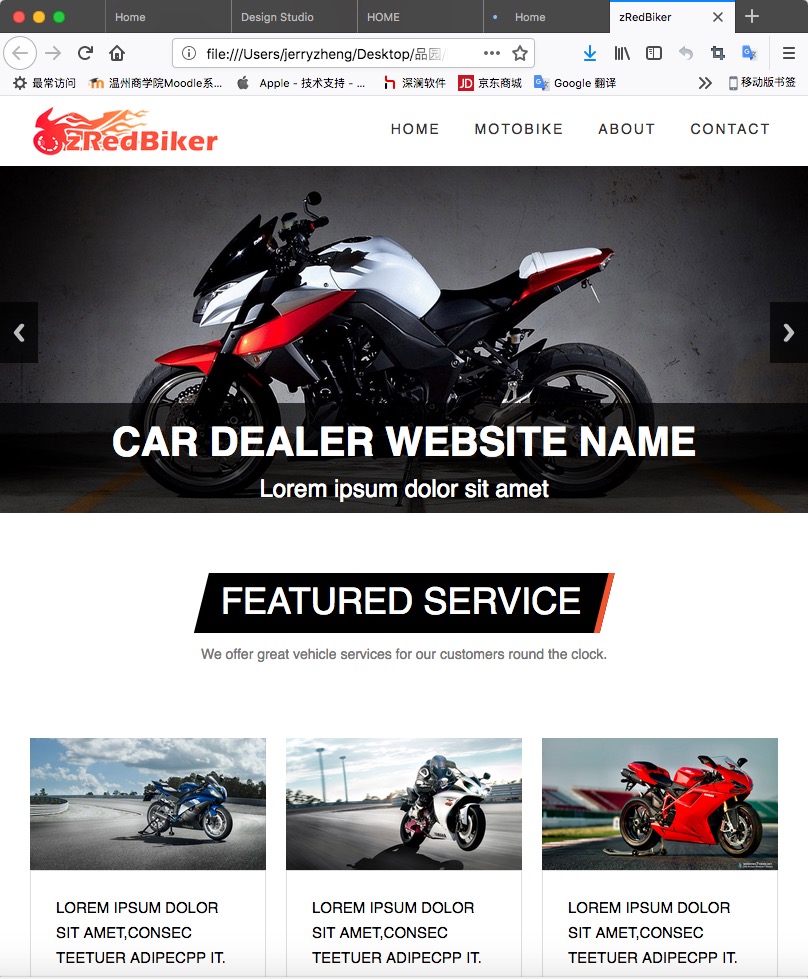 Home Design Studio HOME Home zRedBiker
file:///Users/jerryzheng/Desktop/品园/
最常访问 温州商学院Moodle系... Apple - 技术支持 - ... 深澜软件 JD 京东商城 Google 翻译 移动版书签
zRedBiker
HOME MOTOBIKE ABOUT CONTACT
CAR DEALER WEBSITE NAME
Lorem ipsum dolor sit amet
FEATURED SERVICE
We offer great vehicle services for our customers round the clock.
LOREM IPSUM DOLOR
SIT AMET,CONSEC
TEETUER ADIPECPP IT.
LOREM IPSUM DOLOR
SIT AMET,CONSEC
TEETUER ADIPECPP IT.
LOREM IPSUM DOLOR
SIT AMET,CONSEC
TEETUER ADIPECPP IT.